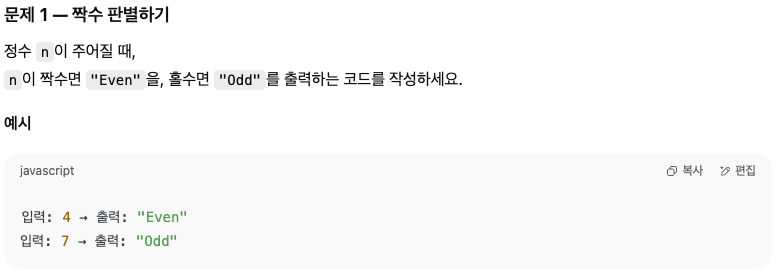 문제 1 — 짝수 판별하기
정수 n이 주어질 때,
n이 짝수면 "Even"을, 홀수면 "Odd"를 출력하는 코드를 작성하세요.
예시
javascript 복사 편집
입력: 4 → 출력: "Even"
입력: 7 → 출력: "Odd"